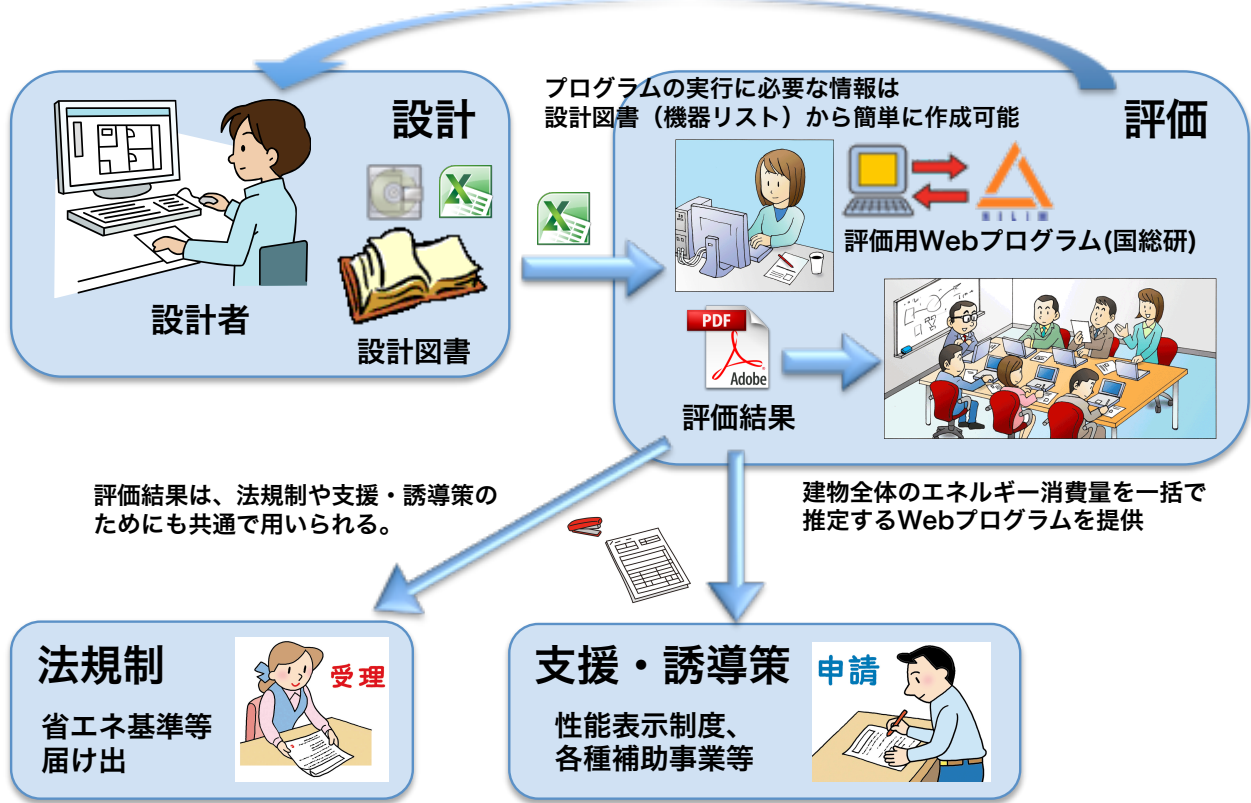 設計
設計者
設計図書
プログラムの実行に必要な情報は
設計図書（機器リスト）から簡単に作成可能
評価
NILIM
評価用Webプログラム(国総研)
PDF
Adobe
評価結果
評価結果は、法規制や支援・誘導策の
ためにも共通で用いられる。
建物全体のエネルギー消費量を一括で
推定するWebプログラムを提供
法規制
受理
省エネ基準等
届け出
支援・誘導策
申請
性能表示制度、
各種補助事業等